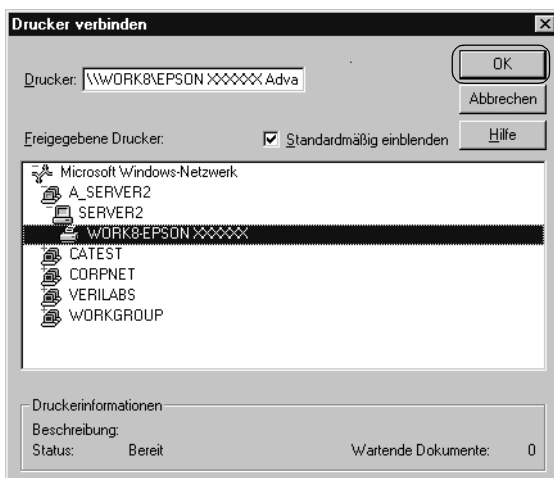 Drucker verbinden
Drucker: \\WORK8\EPSON XXXXXX Adva
OK
Abbrechen
Freigegebene Drucker:
Standardmäßig einblenden
Hilfe
Microsoft Windows-Netzwerk
A_SERVER2
SERVER2
WORK8-EPSON XXXXXX
CATEST
CORPNET
VERILABS
WORKGROUP
Druckerinformationen
Beschreibung:
Status: Bereit Wartende Dokumente: 0